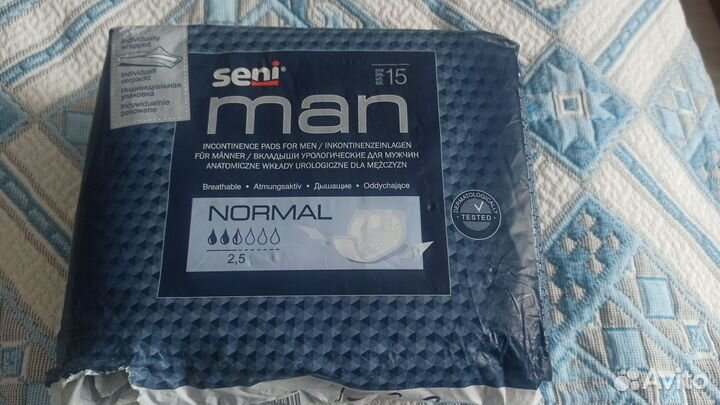 Individually
wrapped
Individuell
verpackt
Индивидуальная
упаковка
Indywidualnie
pakowane
seni®
15
man
INCONTINENCE PADS FOR MEN / INKONTINENZEINLAGEN
FÜR MÄNNER / ВКЛАДЫШИ УРОЛОГИЧЕСКИЕ ДЛЯ МУЖЧИН
ANATOMICZNE WKŁADY UROLOGICZNE DLA MĘŻCZYZN
Breathable • Atmungsaktiv • Дышащие • Oddychające
NORMAL
2,5
DERMATOLOGICALLY
TESTED
Avito